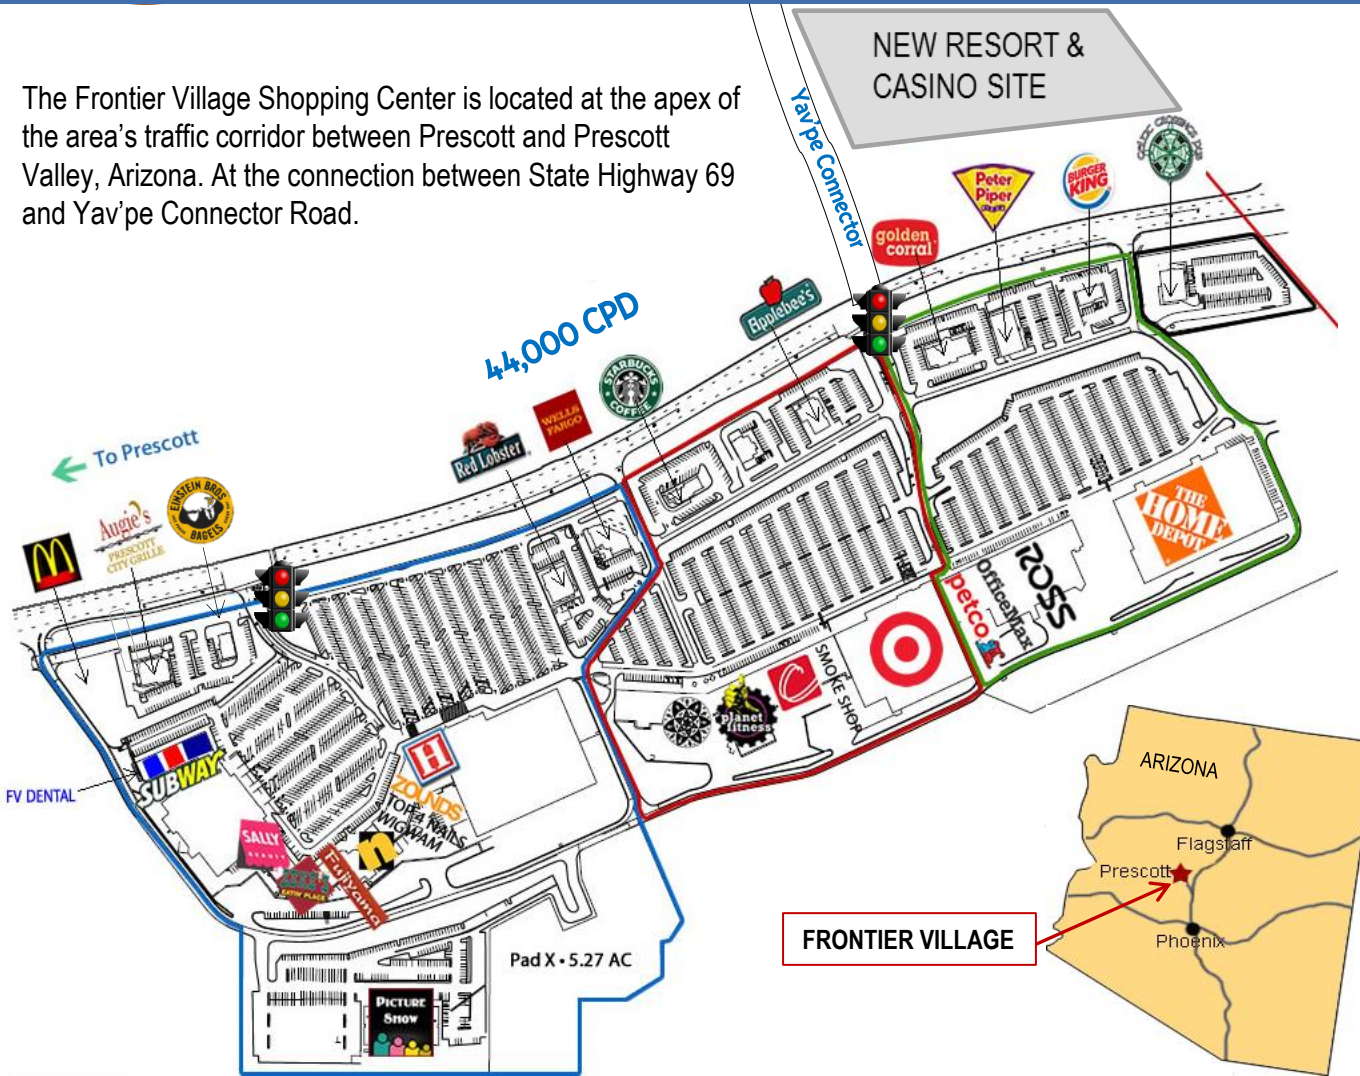 The Frontier Village Shopping Center is located at the apex of
the area’s traffic corridor between Prescott and Prescott
Valley, Arizona. At the connection between State Highway 69
and Yav’pe Connector Road.
NEW RESORT &
CASINO SITE
Yav'pe Connector
Peter
Piper
BURGER
KING
golden
corral
Applebee's
44,000 CPD
STARBUCKS
COFFEE
WELLS
FARGO
Red Lobster
To Prescott
EINSTEIN BROS
BAGELS
Augie's
PRESCOTT
CITY GRILLE
THE
HOME
DEPOT
ROSS
OfficeMax
petco
SMOKE SHOP
planet
fitness
H
ZOUNDS
TOP 2 NAILS
WIGWAM
n
SUBWAY
FV DENTAL
SALLY
BEAUTY
EATIN' PLACE
Fujiyama
Pad X • 5.27 AC
PICTURE
SHOW
ARIZONA
Flagstaff
Prescott
Phoenix
FRONTIER VILLAGE